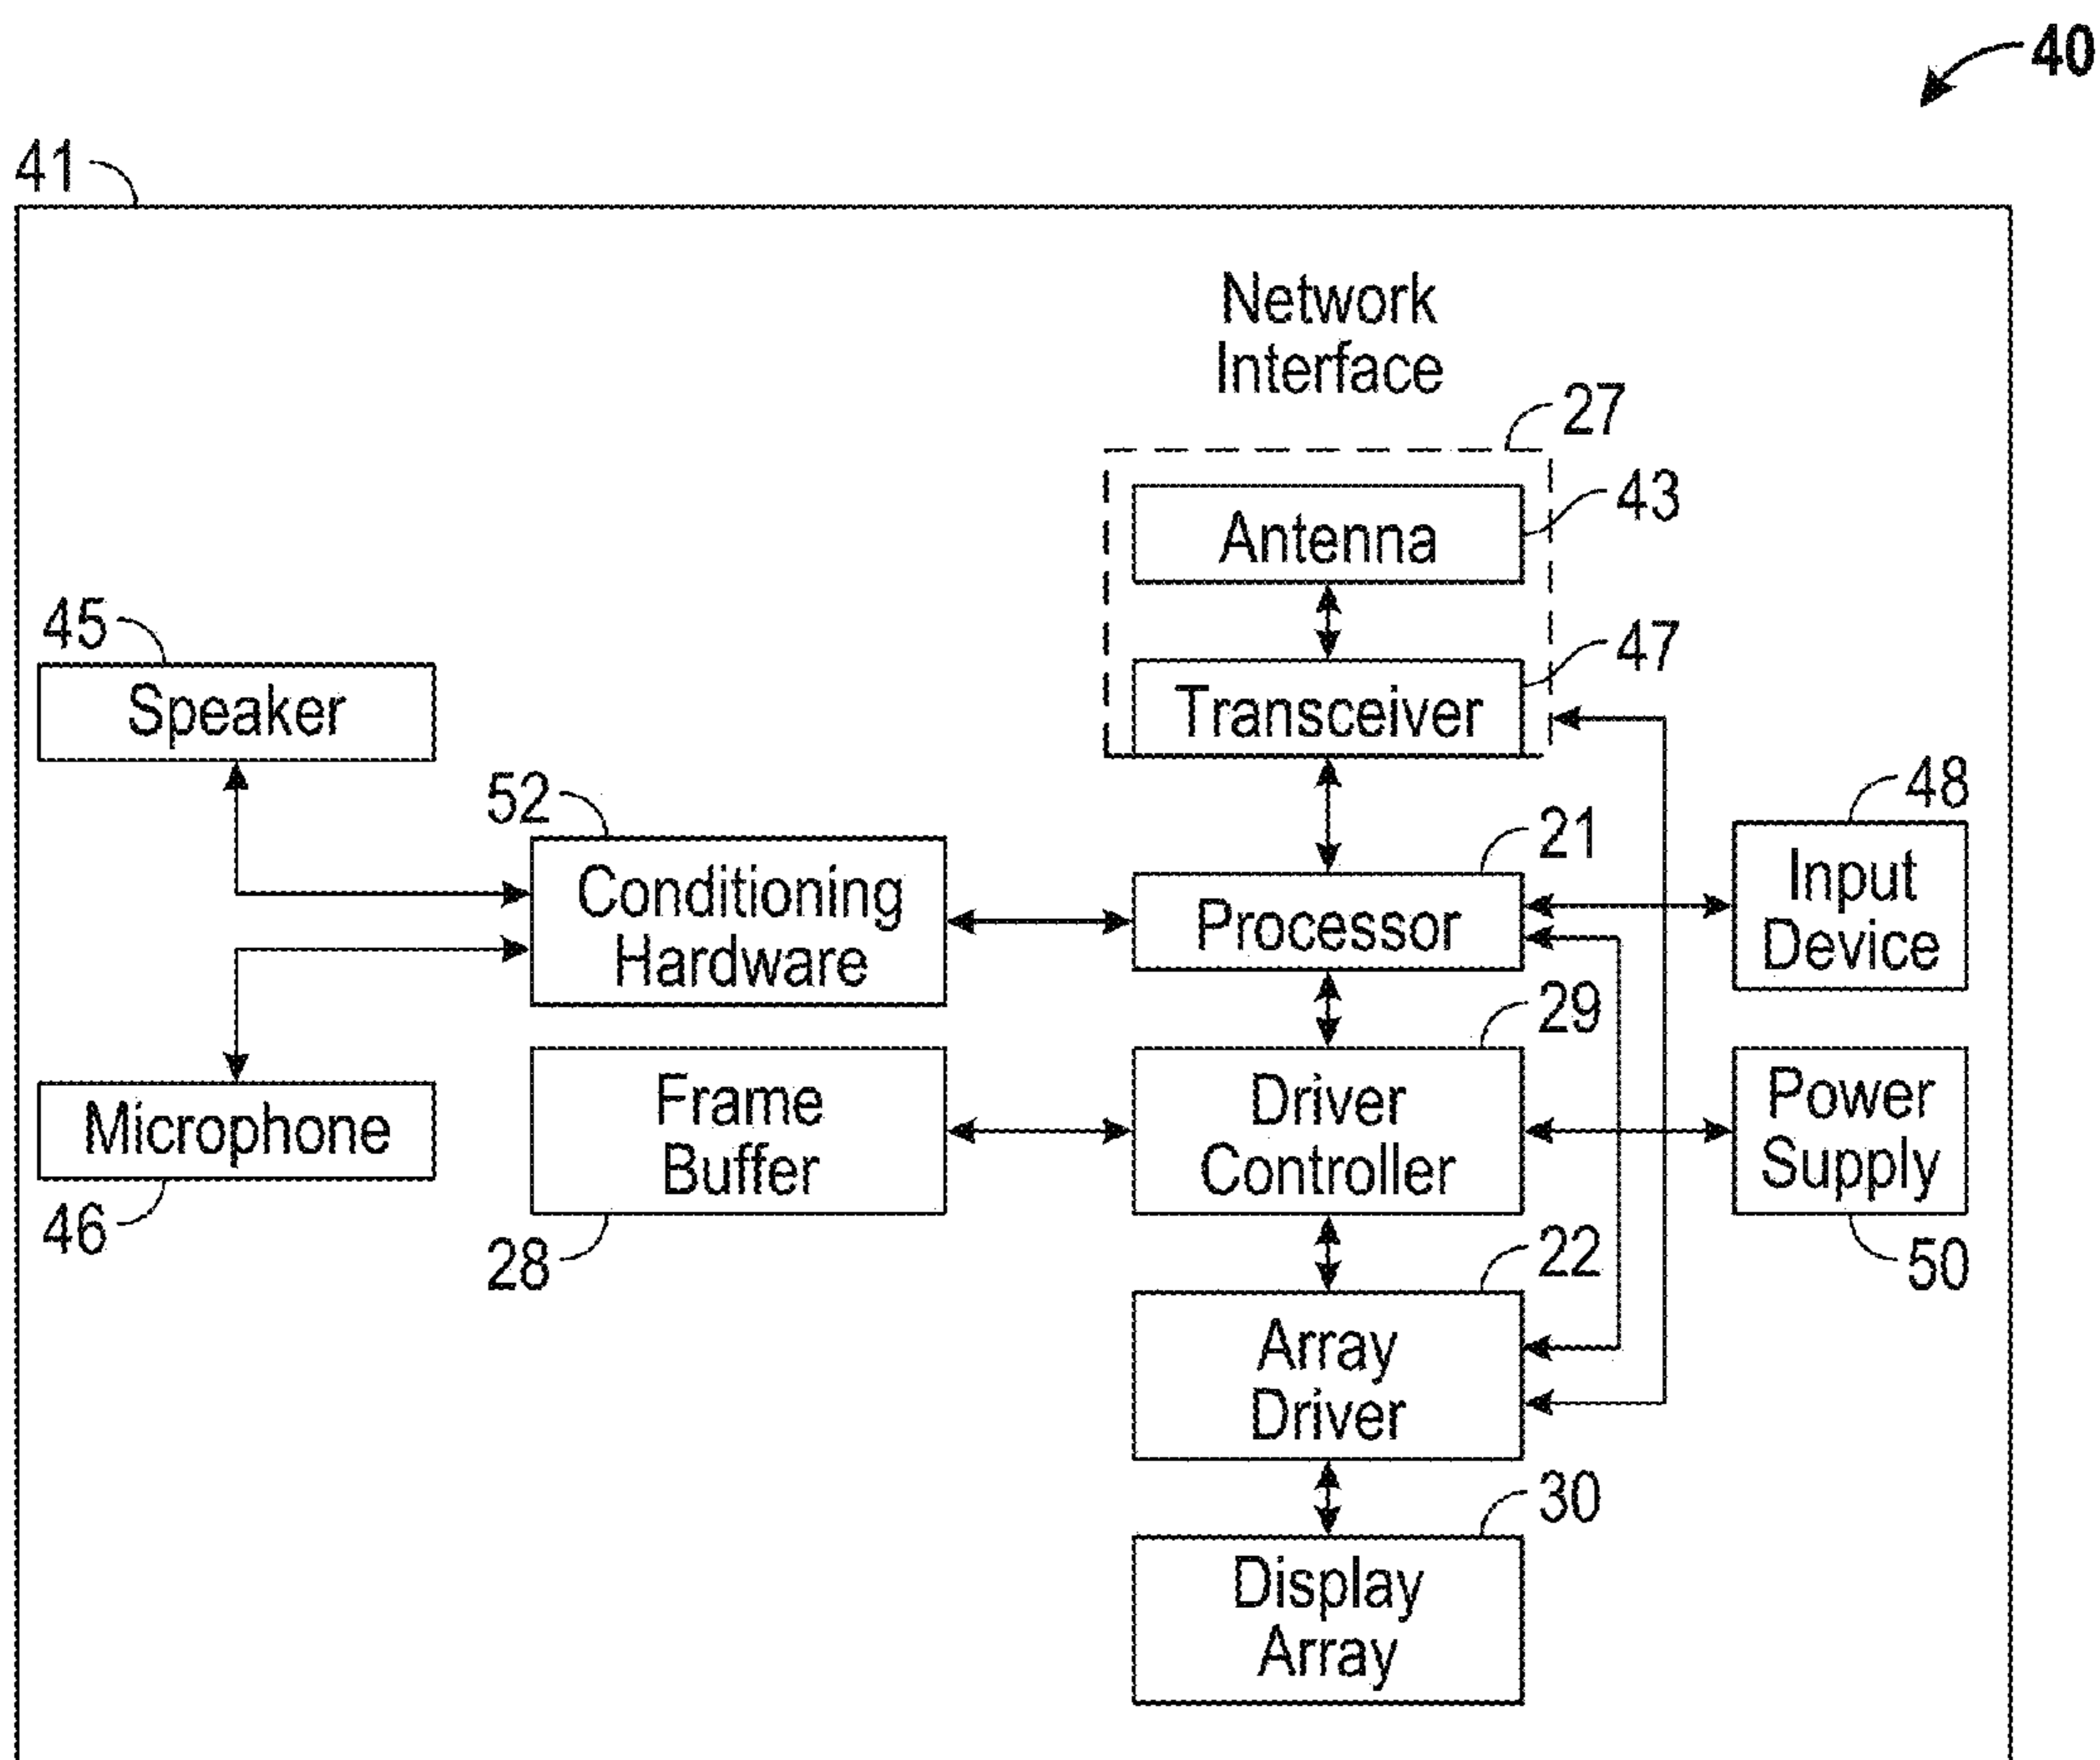 40
41
Network
Interface
27
Antenna
43
45
Speaker
Transceiver
47
52
Conditioning
Hardware
21
Processor
48
Input
Device
29
Microphone
46
Frame
Buffer
28
Driver
Controller
Power
Supply
50
22
Array
Driver
30
Display
Array